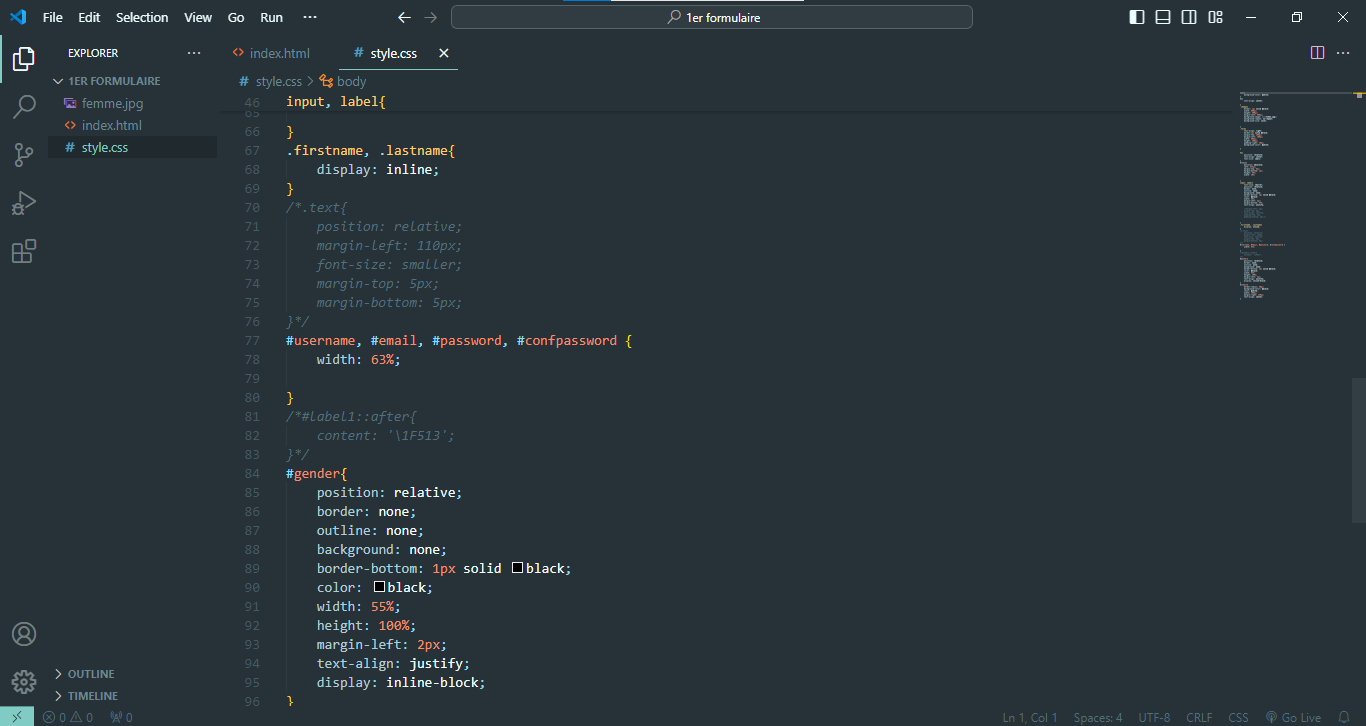 File Edit Selection View Go Run ···
1er formulaire
EXPLORER ···
1ER FORMULAIRE
femme.jpg
index.html
style.css
index.html
style.css
style.css > body
46 input, label{
65
66 }
67 .firstname, .lastname{
68 display: inline;
69 }
70 /*.text{
71 position: relative;
72 margin-left: 110px;
73 font-size: smaller;
74 margin-top: 5px;
75 margin-bottom: 5px;
76 }*/
77 #username, #email, #password, #confpassword {
78 width: 63%;
79
80 }
81 /*#label1::after{
82 content: '\1F513';
83 }*/
84 #gender{
85 position: relative;
86 border: none;
87 outline: none;
88 background: none;
89 border-bottom: 1px solid black;
90 color: black;
91 width: 55%;
92 height: 100%;
93 margin-left: 2px;
94 text-align: justify;
95 display: inline-block;
96 }
OUTLINE
TIMELINE
0 0 0
Ln 1, Col 1 Spaces: 4 UTF-8 CRLF CSS Go Live